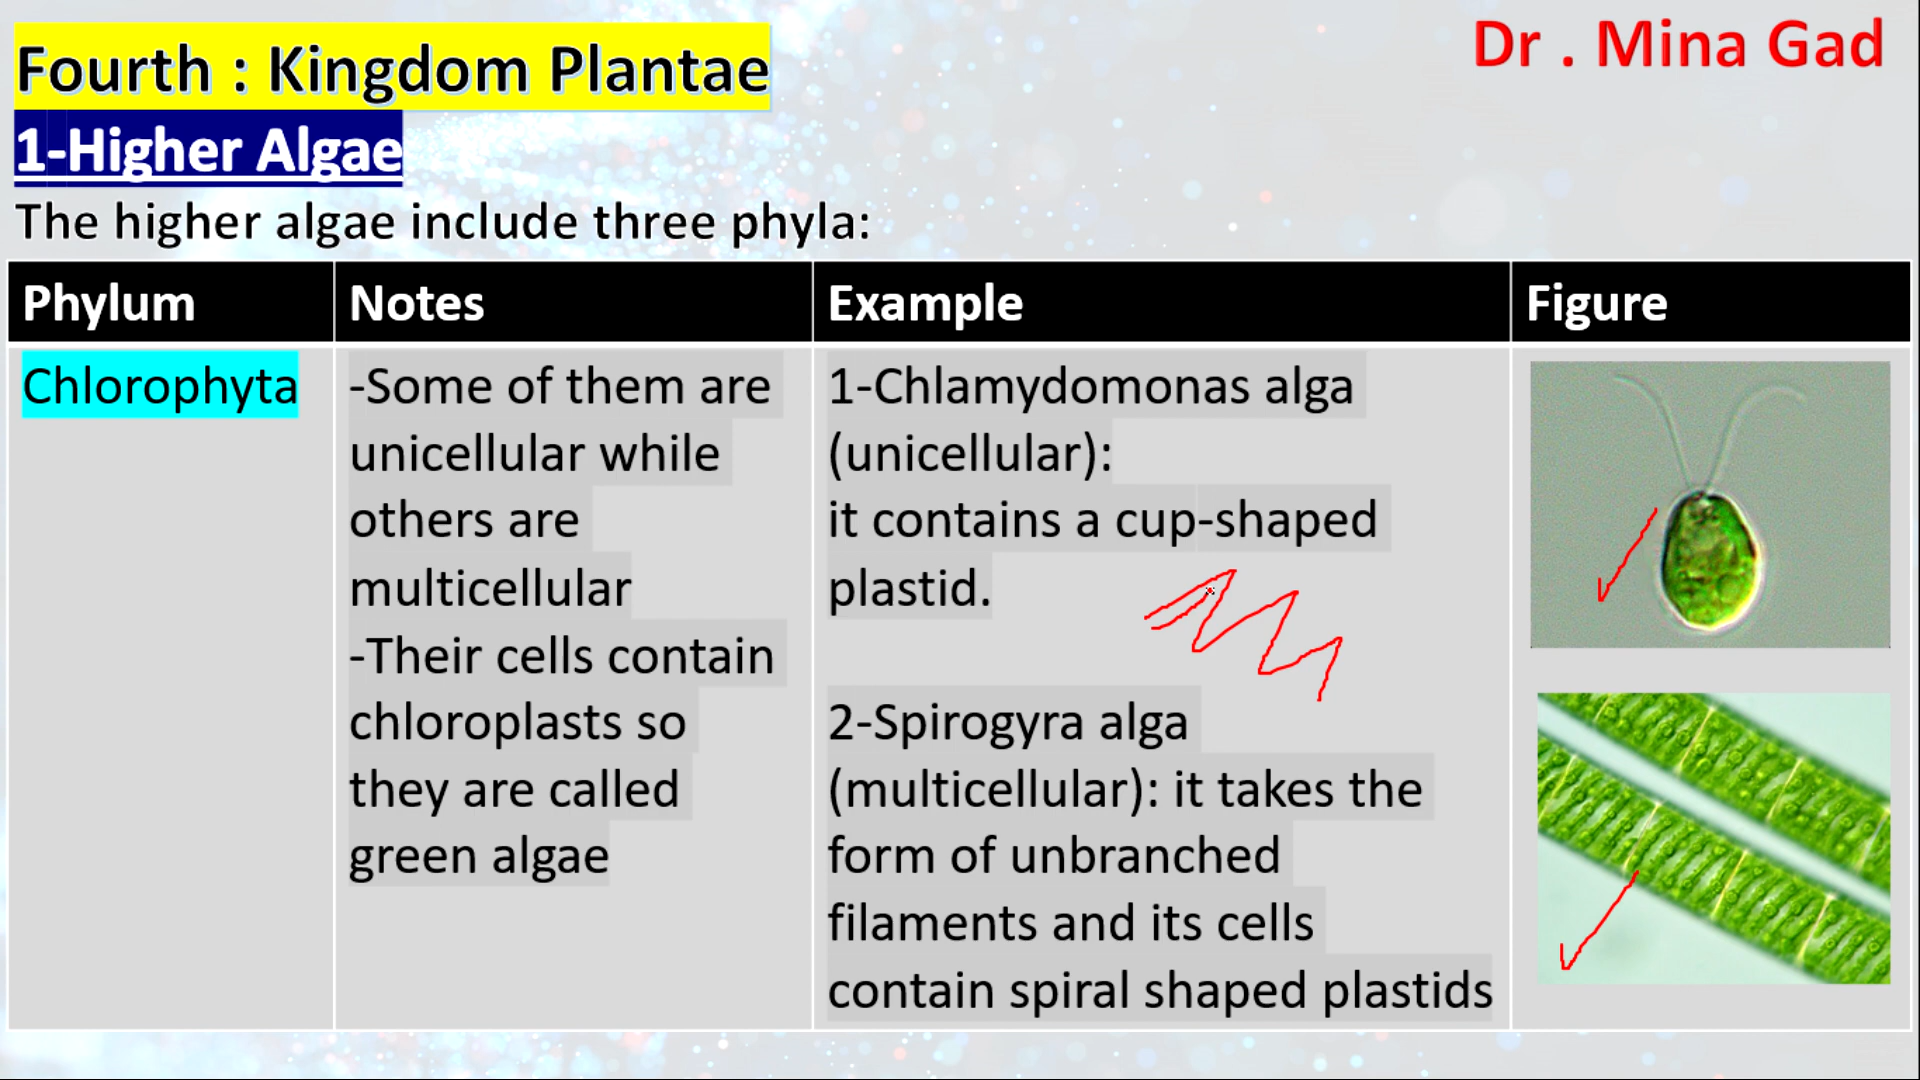 Fourth : Kingdom Plantae
Dr . Mina Gad
1-Higher Algae
The higher algae include three phyla:
Phylum
Notes
Example
Figure
Chlorophyta
-Some of them are
unicellular while
others are
multicellular
-Their cells contain
chloroplasts so
they are called
green algae
1-Chlamydomonas alga
(unicellular):
it contains a cup-shaped
plastid.
2-Spirogyra alga
(multicellular): it takes the
form of unbranched
filaments and its cells
contain spiral shaped plastids